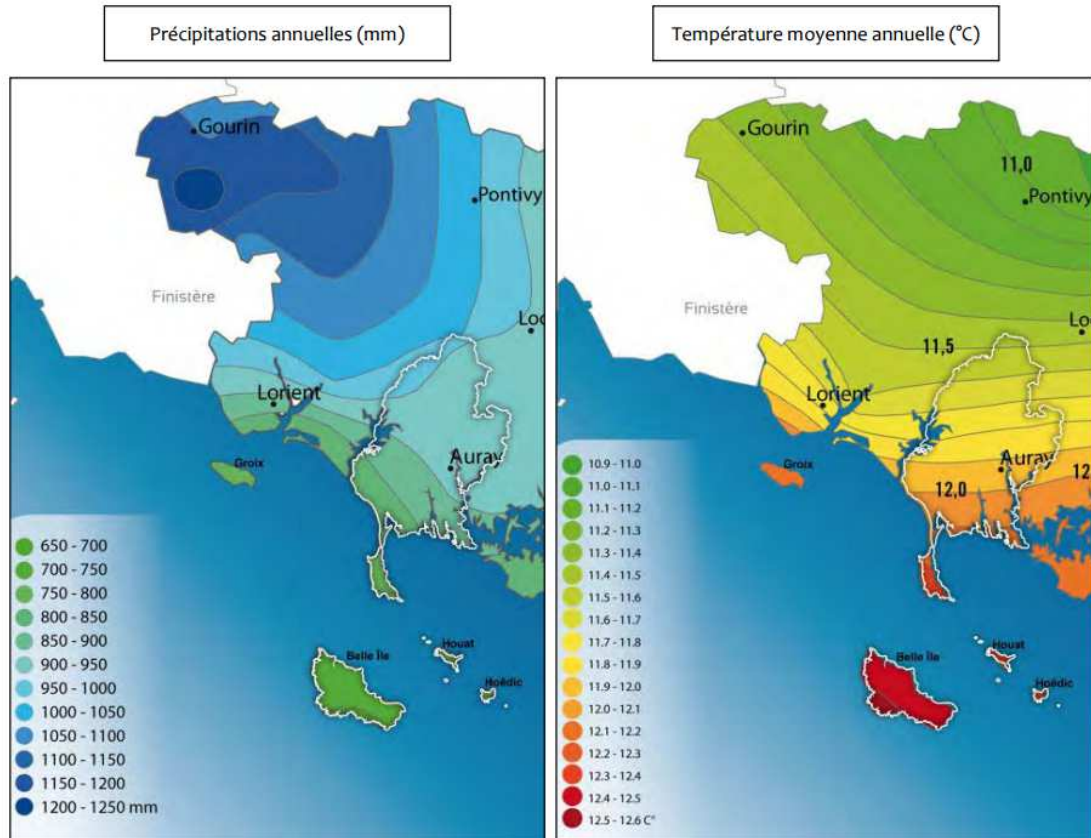 Précipitations annuelles (mm)
Gourin
Pontivy
Finistère
Loc
Lorient
Auray
Groix
650 - 700
700 - 750
750 - 800
800 - 850
850 - 900
900 - 950
950 - 1000
1000 - 1050
1050 - 1100
1100 - 1150
1150 - 1200
1200 - 1250 mm
Belle Ile
Houat
Hoëdic
Température moyenne annuelle (°C)
Gourin
11,0
Pontivy
Finistère
Lo
11,5
Lorient
Auray
12,0
12
Groix
10.9 - 11.0
11.0 - 11.1
11.1 - 11.2
11.2 - 11.3
11.3 - 11.4
11.4 - 11.5
11.5 - 11.6
11.6 - 11.7
11.7 - 11.8
11.8 - 11.9
11.9 - 12.0
12.0 - 12.1
12.1 - 12.2
12.2 - 12.3
12.3 - 12.4
12.4 - 12.5
12.5 - 12.6 C°
Belle Ile
Houat
Hoëdic